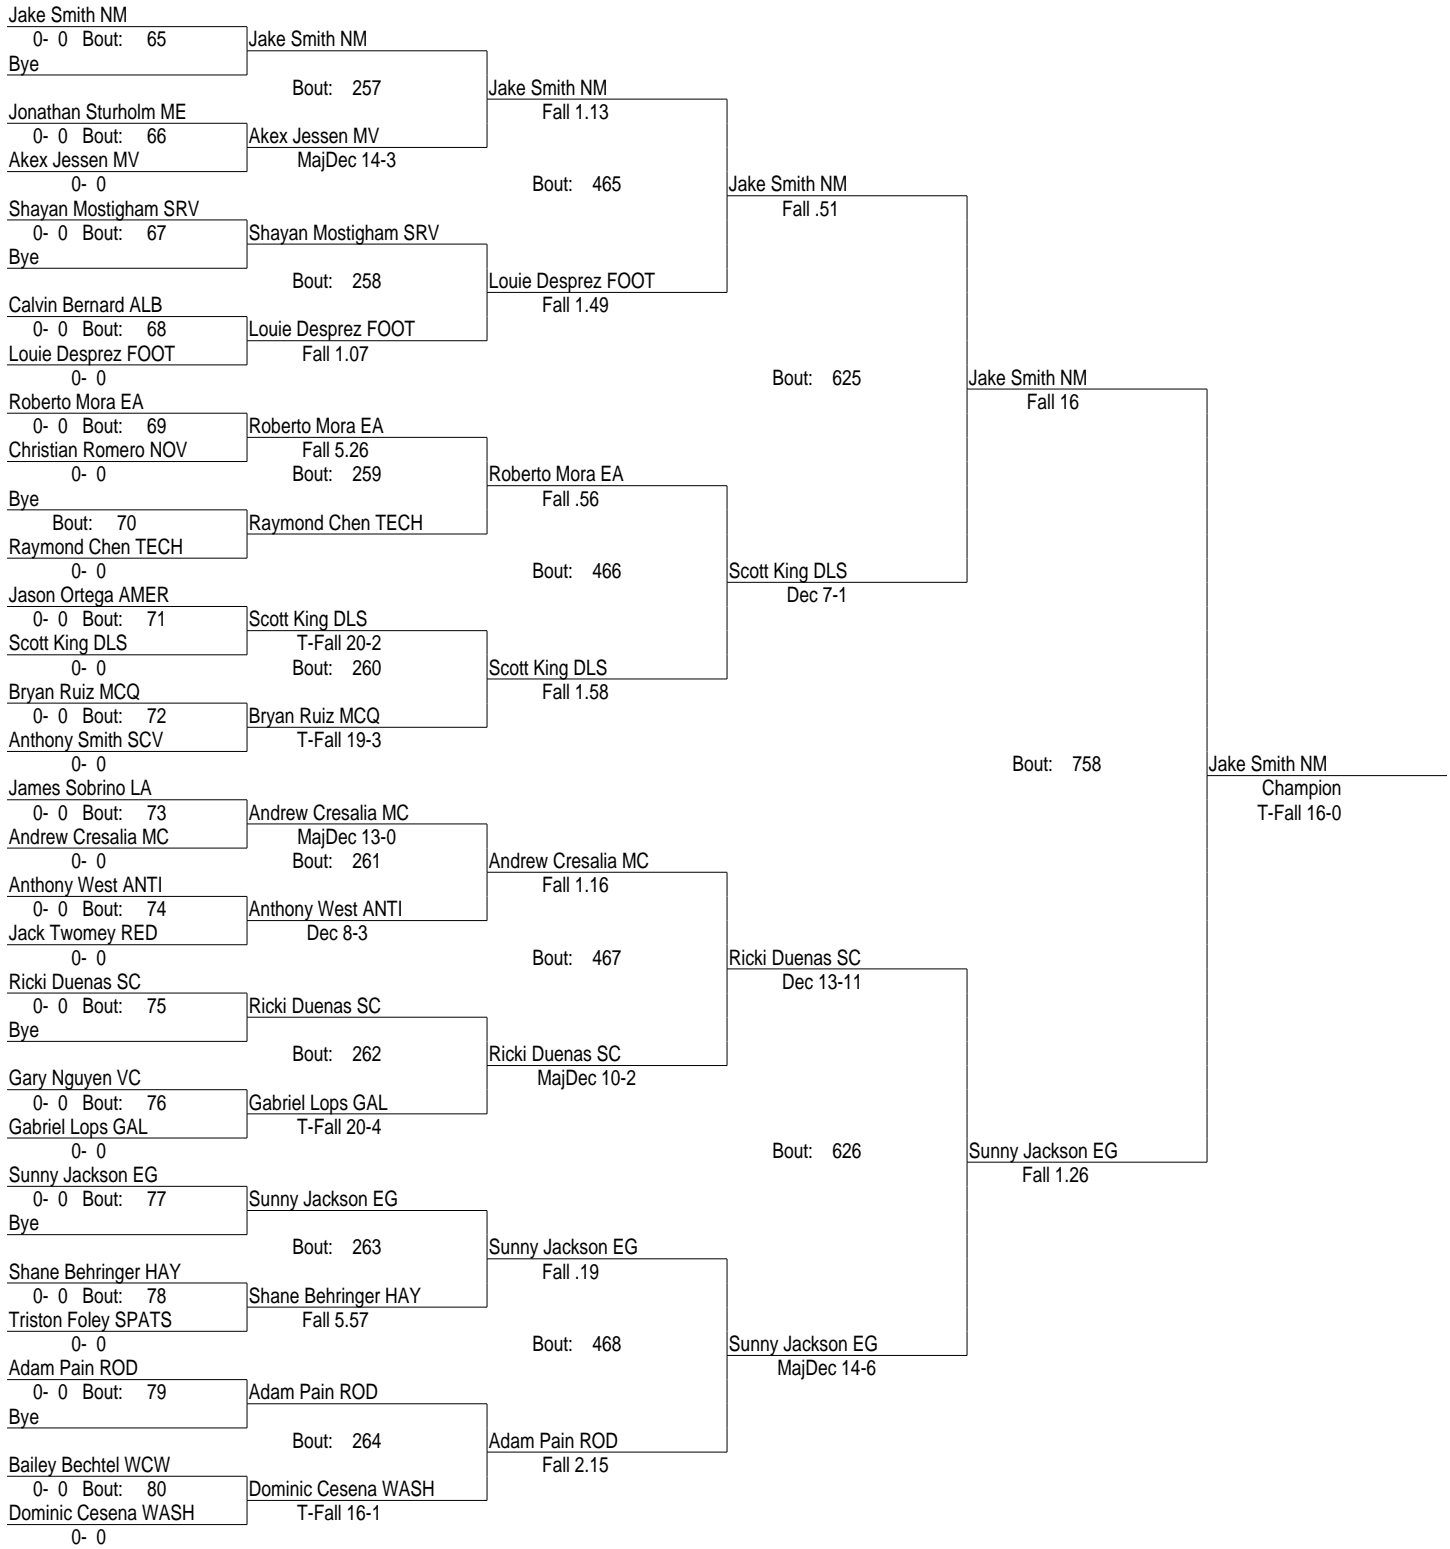 Jake Smith NM
0- 0 Bout: 65 Jake Smith NM
Bye
Bout: 257 Jake Smith NM
Jonathan Sturholm ME Fall 1.13
0- 0 Bout: 66 Akex Jessen MV
Akex Jessen MV MajDec 14-3
0- 0 Bout: 465 Jake Smith NM
Shayan Mostigham SRV Fall .51
0- 0 Bout: 67 Shayan Mostigham SRV
Bye
Bout: 258 Louie Desprez FOOT
Calvin Bernard ALB Fall 1.49
0- 0 Bout: 68 Louie Desprez FOOT
Louie Desprez FOOT Fall 1.07
0- 0 Bout: 625 Jake Smith NM
Roberto Mora EA Fall 16
0- 0 Bout: 69 Roberto Mora EA
Christian Romero NOV Fall 5.26
0- 0 Bout: 259 Roberto Mora EA
Bye Fall .56
Bout: 70 Raymond Chen TECH
Raymond Chen TECH
0- 0 Bout: 466 Scott King DLS
Jason Ortega AMER Dec 7-1
0- 0 Bout: 71 Scott King DLS
Scott King DLS T-Fall 20-2
0- 0 Bout: 260 Scott King DLS
Bryan Ruiz MCQ Fall 1.58
0- 0 Bout: 72 Bryan Ruiz MCQ
Anthony Smith SCV T-Fall 19-3
0- 0 Bout: 758 Jake Smith NM
James Sobrino LA Champion
0- 0 Bout: 73 Andrew Cresalia MC T-Fall 16-0
Andrew Cresalia MC MajDec 13-0
0- 0 Bout: 261 Andrew Cresalia MC
Anthony West ANTI Fall 1.16
0- 0 Bout: 74 Anthony West ANTI
Jack Twomey RED Dec 8-3
0- 0 Bout: 467 Ricki Duenas SC
Ricki Duenas SC Dec 13-11
0- 0 Bout: 75 Ricki Duenas SC
Bye
Bout: 262 Ricki Duenas SC
Gary Nguyen VC MajDec 10-2
0- 0 Bout: 76 Gabriel Lops GAL
Gabriel Lops GAL T-Fall 20-4
0- 0 Bout: 626 Sunny Jackson EG
Sunny Jackson EG Fall 1.26
0- 0 Bout: 77 Sunny Jackson EG
Bye
Bout: 263 Sunny Jackson EG
Shane Behringer HAY Fall .19
0- 0 Bout: 78 Shane Behringer HAY
Triston Foley SPATS Fall 5.57
0- 0 Bout: 468 Sunny Jackson EG
Adam Pain ROD MajDec 14-6
0- 0 Bout: 79 Adam Pain ROD
Bye
Bout: 264 Adam Pain ROD
Bailey Bechtel WCW Fall 2.15
0- 0 Bout: 80 Dominic Cesena WASH
Dominic Cesena WASH T-Fall 16-1
0- 0